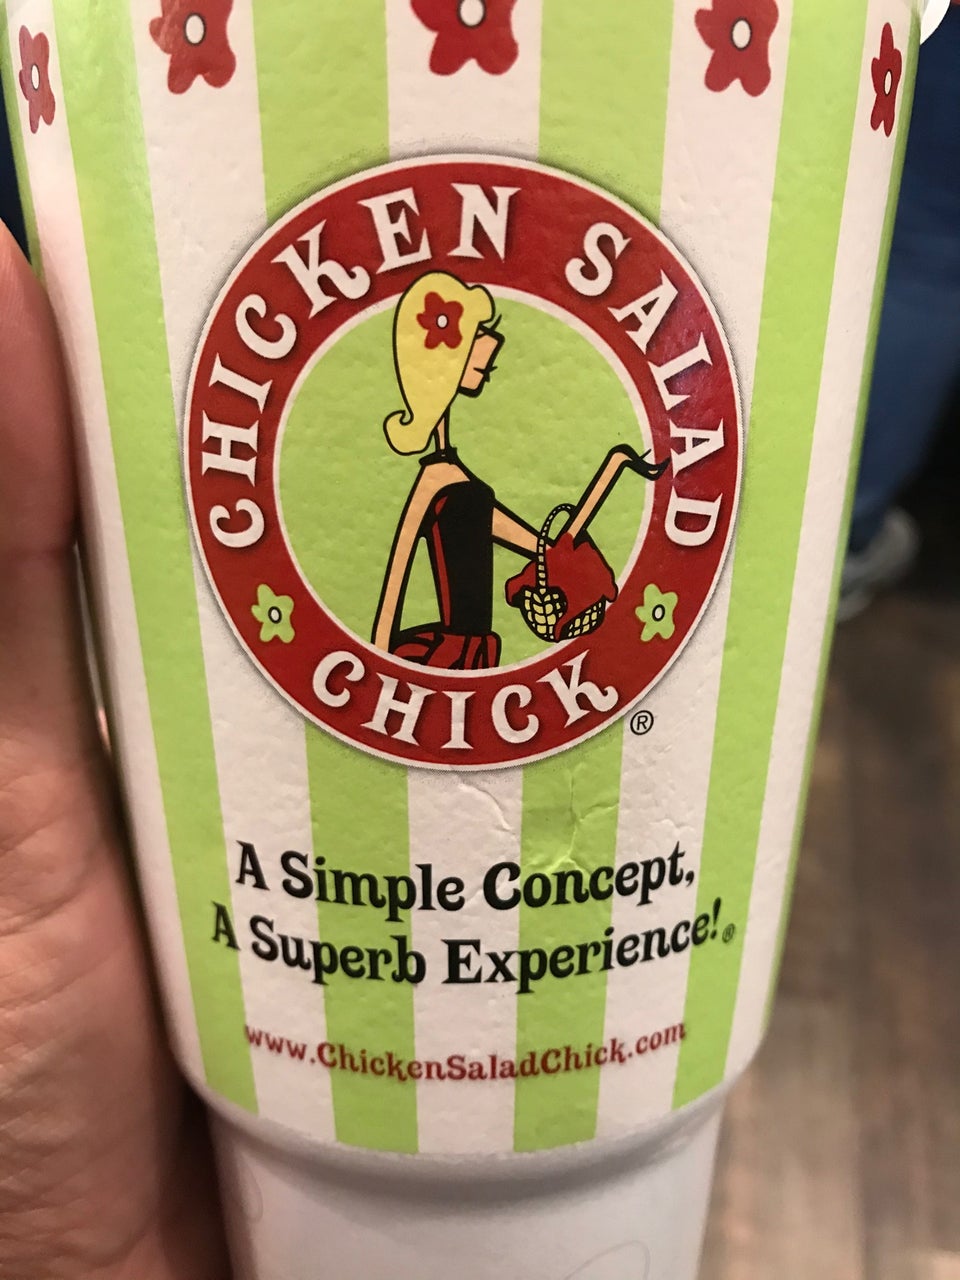 CHICKEN SALAD
CHICK
®
A Simple Concept,
A Superb Experience!®
www.ChickenSaladChick.com